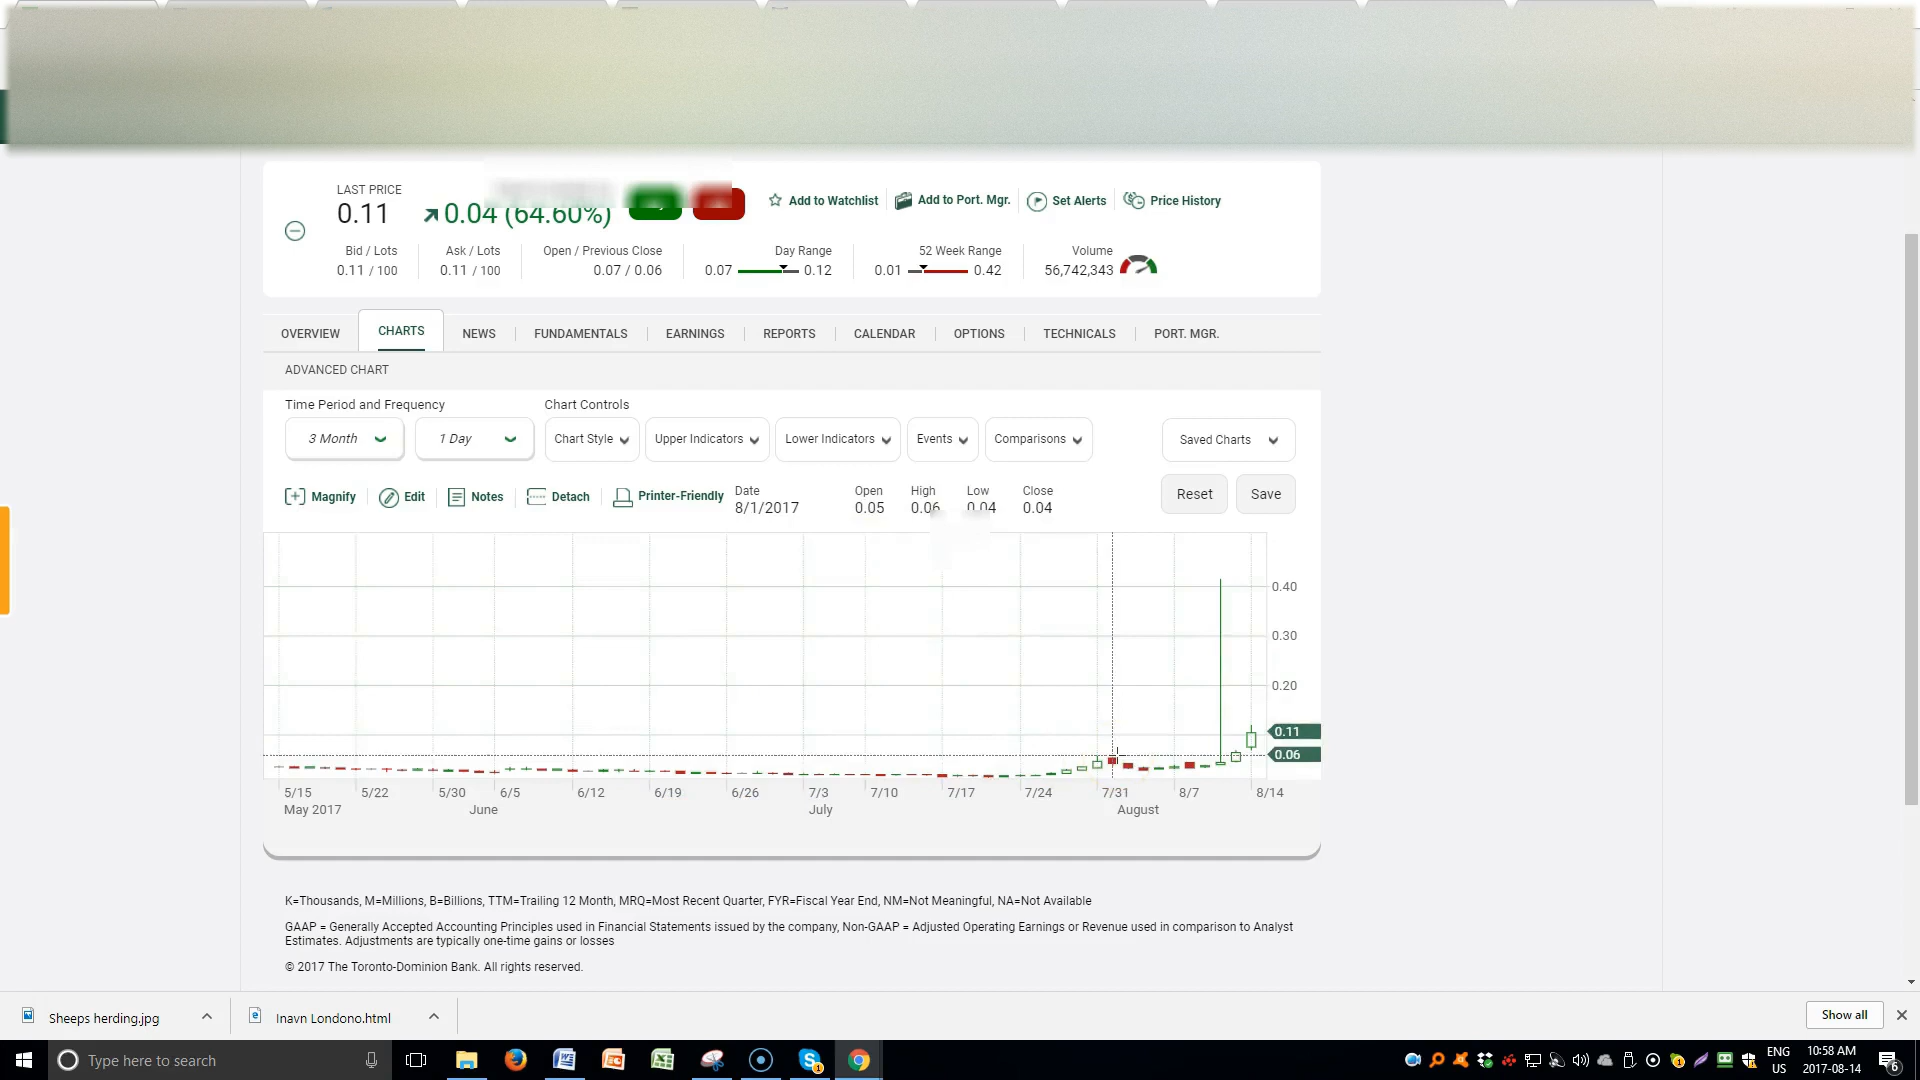 LAST PRICE
0.11
0.04 (64.60%)
Add to Watchlist
Add to Port. Mgr.
Set Alerts
Price History
Bid / Lots
Ask / Lots
Open / Previous Close
Day Range
52 Week Range
Volume
0.11 / 100
0.11 / 100
0.07 / 0.06
0.07
0.12
0.01
0.42
56,742,343
OVERVIEW
CHARTS
NEWS
FUNDAMENTALS
EARNINGS
REPORTS
CALENDAR
OPTIONS
TECHNICALS
PORT. MGR.
ADVANCED CHART
Time Period and Frequency
Chart Controls
3 Month
1 Day
Chart Style
Upper Indicators
Lower Indicators
Events
Comparisons
Saved Charts
Magnify
Edit
Notes
Detach
Printer-Friendly
Date
8/1/2017
Open
0.05
High
0.06
Low
0.04
Close
0.04
Reset
Save
0.40
0.30
0.20
0.11
0.06
5/15
5/22
5/30
6/5
6/12
6/19
6/26
7/3
7/10
7/17
7/24
7/31
8/7
8/14
May 2017
June
July
August
K=Thousands, M=Millions, B=Billions, TTM=Trailing 12 Month, MRQ=Most Recent Quarter, FYR=Fiscal Year End, NM=Not Meaningful, NA=Not Available
GAAP = Generally Accepted Accounting Principles used in Financial Statements issued by the company, Non-GAAP = Adjusted Operating Earnings or Revenue used in comparison to Analyst
Estimates. Adjustments are typically one-time gains or losses
© 2017 The Toronto-Dominion Bank. All rights reserved.
Sheeps herding.jpg
Inavn Londono.html
Show all
Type here to search
ENG
US
10:58 AM
2017-08-14
6